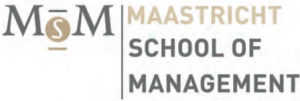 MSM
MAASTRICHT
SCHOOL OF
MANAGEMENT